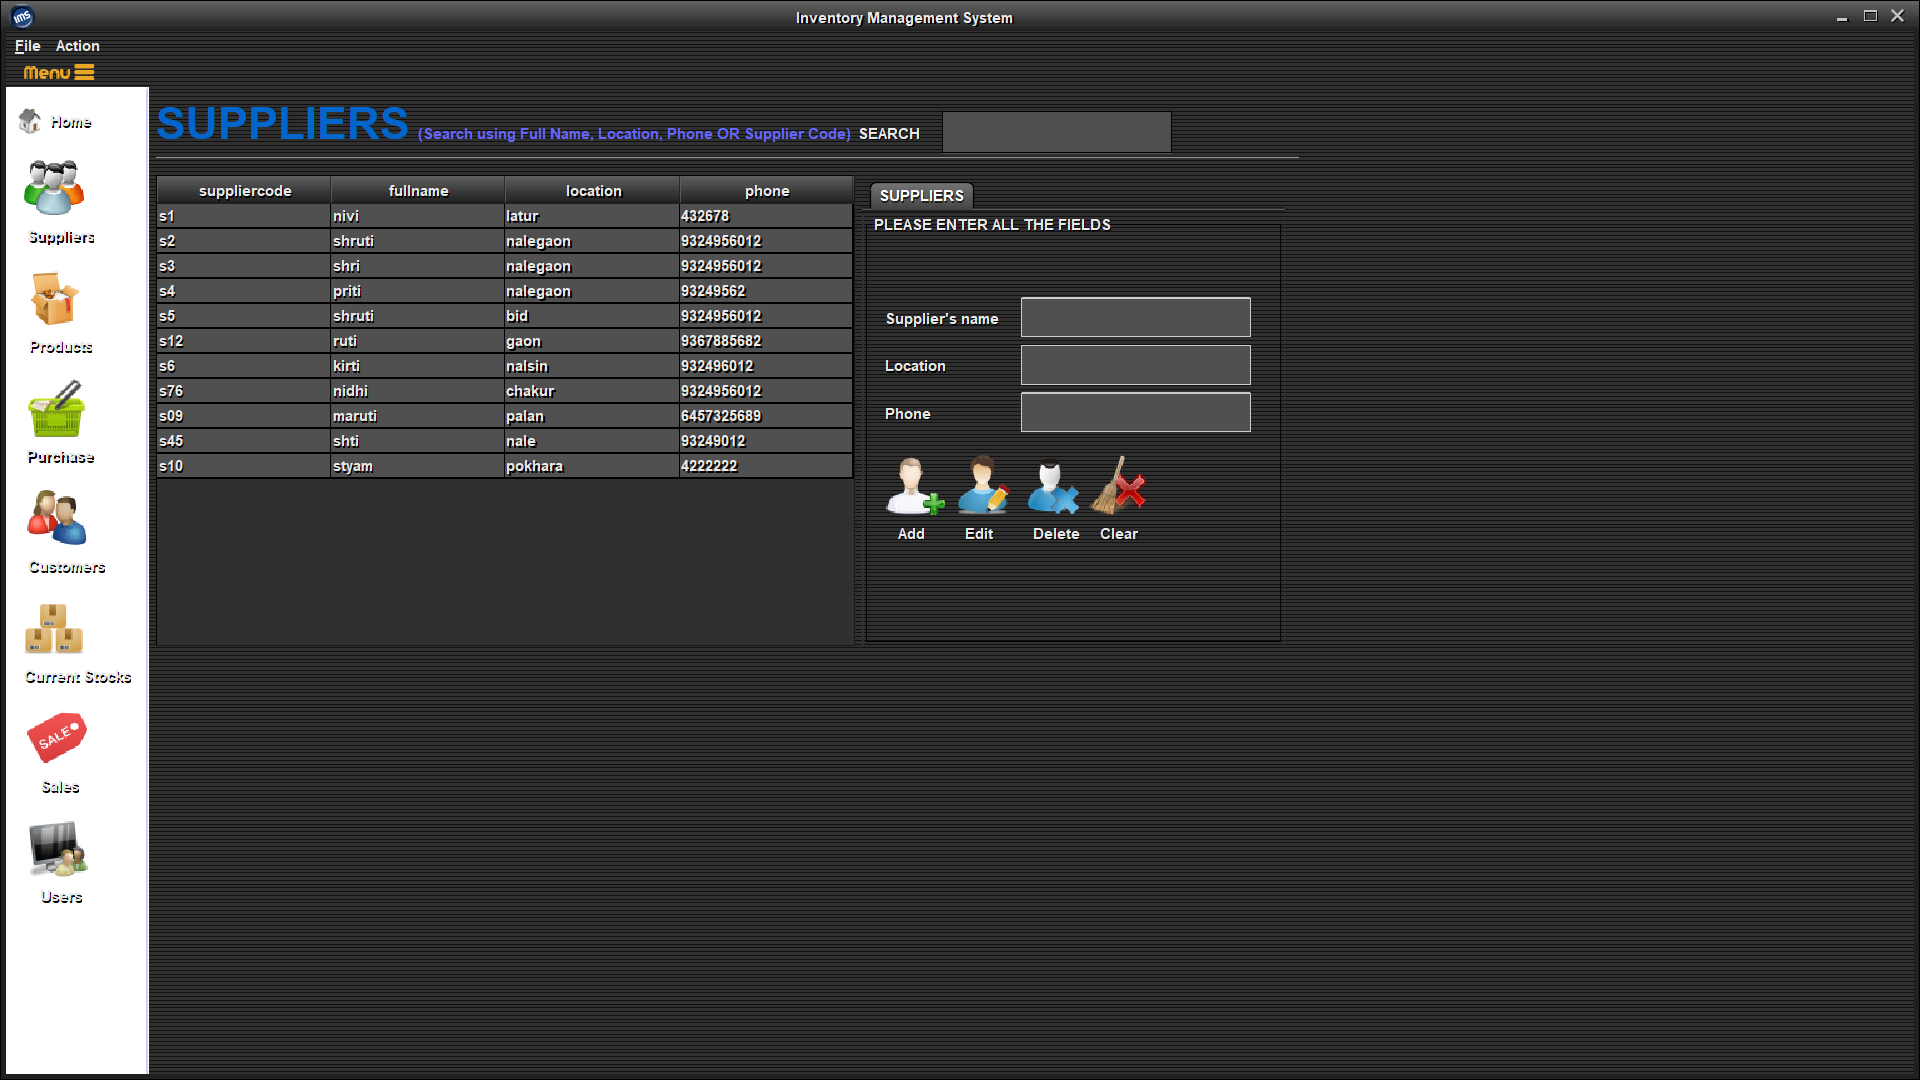 IMS
Inventory Management System
File Action
Menu
Home
Suppliers
Products
Purchase
Customers
Current Stocks
SALE
Sales
Users
SUPPLIERS (Search using Full Name, Location, Phone OR Supplier Code) SEARCH
suppliercode fullname location phone
s1 nivi latur 432678
s2 shruti nalegaon 9324956012
s3 shri nalegaon 9324956012
s4 priti nalegaon 93249562
s5 shruti bid 9324956012
s12 ruti gaon 9367885682
s6 kirti nalsin 932496012
s76 nidhi chakur 9324956012
s09 maruti palan 6457325689
s45 shti nale 93249012
s10 styam pokhara 4222222
SUPPLIERS
PLEASE ENTER ALL THE FIELDS
Supplier's name
Location
Phone
Add Edit Delete Clear